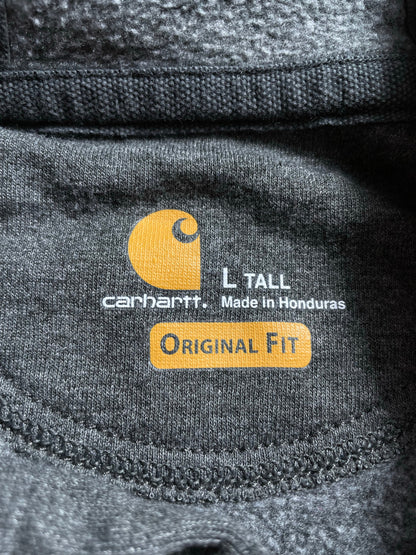 L TALL
carhartt. Made in Honduras
ORIGINAL FIT